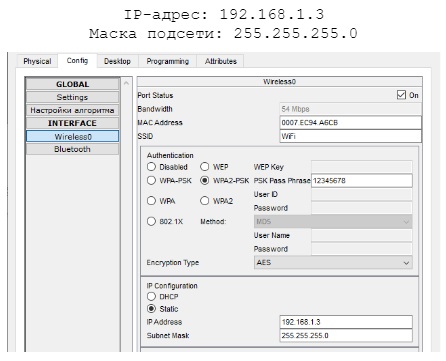 IP-адрес: 192.168.1.3
Маска подсети: 255.255.255.0
Physical Config Desktop Programming Attributes
GLOBAL
Settings
Настройки алгоритма
INTERFACE
Wireless0
Bluetooth
Wireless0
Port Status On
Bandwidth 54 Mbps
MAC Address 0007.EC94.A6CB
SSID WiFi
Authentication
Disabled WEP WEP Key
WPA-PSK WPA2-PSK PSK Pass Phrase 12345678
User ID
WPA WPA2 Password
802.1X Method: MD5
User Name
Password
Encryption Type AES
IP Configuration
DHCP
Static
IP Address 192.168.1.3
Subnet Mask 255.255.255.0